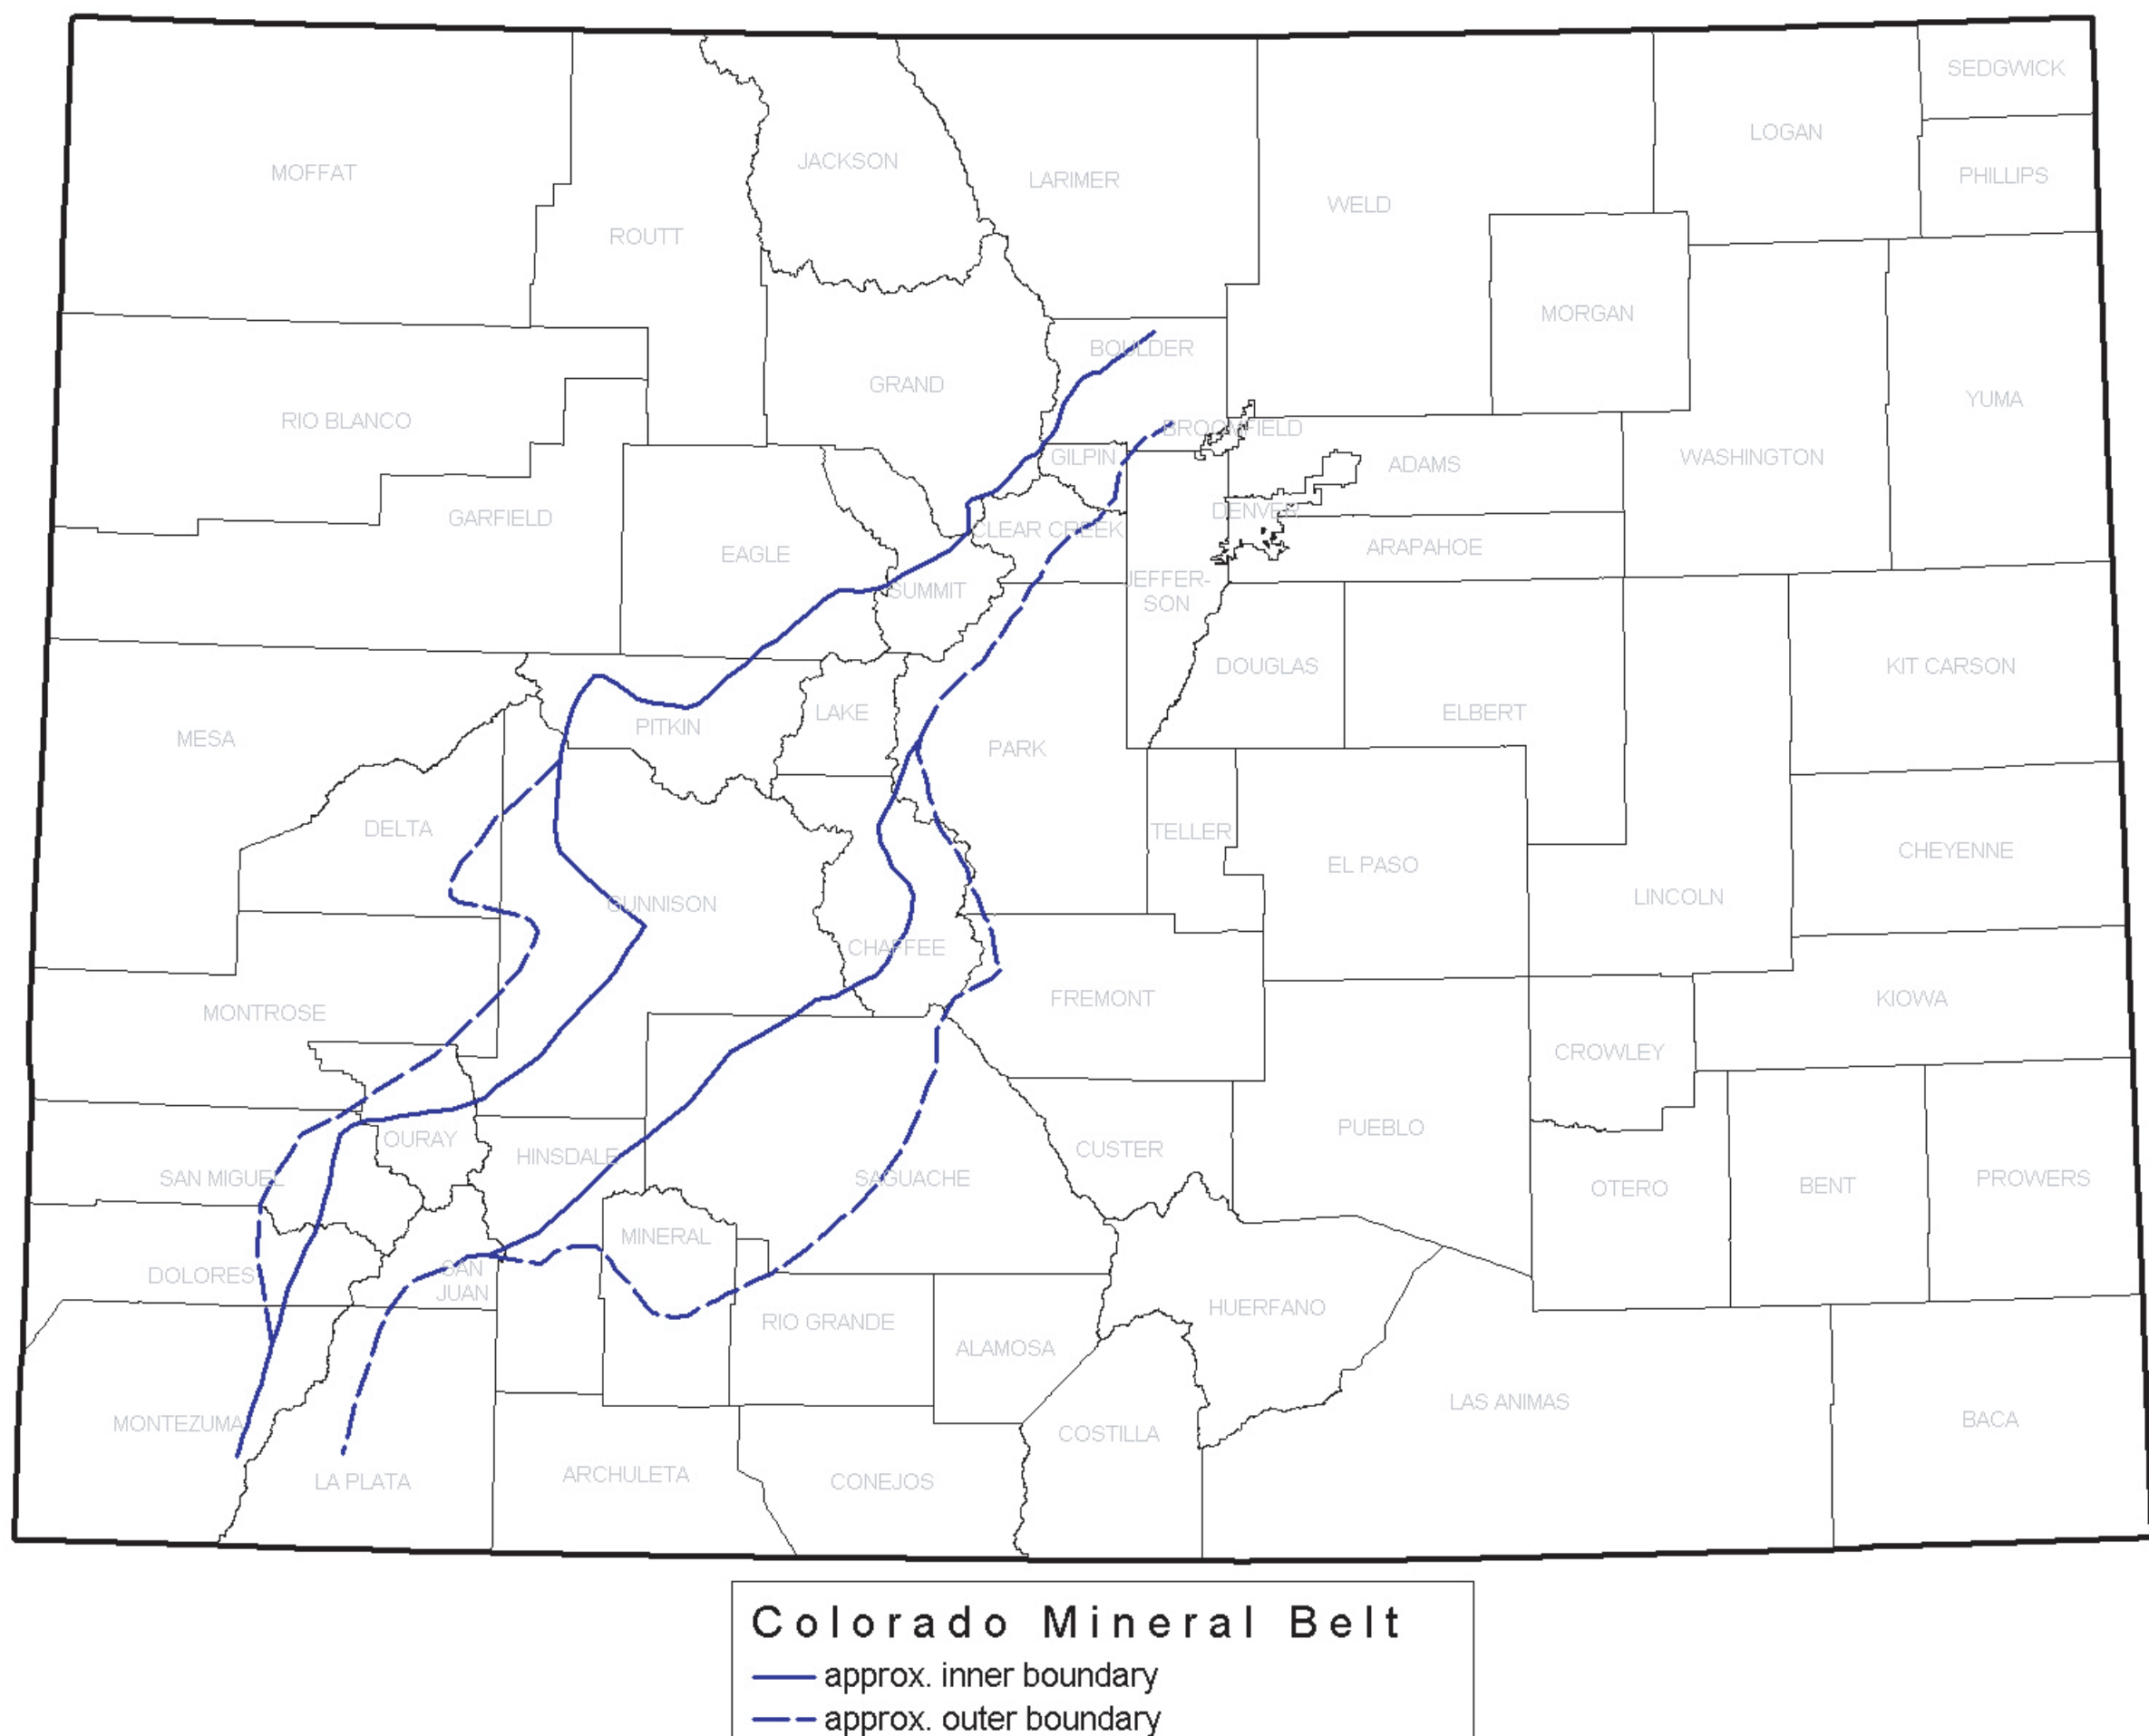 SEDGWICK
LOGAN
JACKSON
MOFFAT
LARIMER
PHILLIPS
WELD
ROUTT
MORGAN
BOULDER
GRAND
YUMA
RIO BLANCO
BROOMFIELD
GILPIN
ADAMS
WASHINGTON
GARFIELD
DENVER
CLEAR CREEK
ARAPAHOE
EAGLE
JEFFER-
SON
SUMMIT
DOUGLAS
KIT CARSON
LAKE
ELBERT
PITKIN
MESA
PARK
DELTA
TELLER
CHEYENNE
EL PASO
LINCOLN
GUNNISON
CHAFFEE
FREMONT
KIOWA
MONTROSE
CROWLEY
PUEBLO
OURAY
CUSTER
HINSDALE
SAN MIGUEL
SAGUACHE
PROWERS
BENT
OTERO
MINERAL
SAN
JUAN
DOLORES
HUERFANO
RIO GRANDE
ALAMOSA
LAS ANIMAS
BACA
MONTEZUMA
COSTILLA
ARCHULETA
LA PLATA
CONEJOS
Colorado Mineral Belt
approx. inner boundary
approx. outer boundary